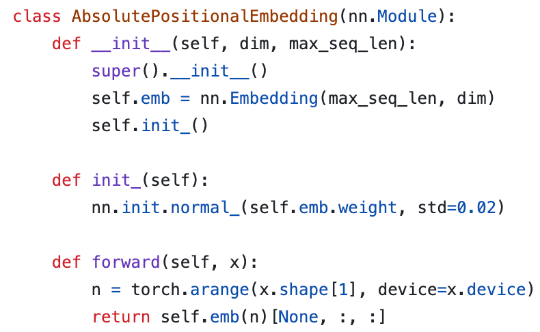 class AbsolutePositionalEmbedding(nn.Module):
    def __init__(self, dim, max_seq_len):
        super().__init__()
        self.emb = nn.Embedding(max_seq_len, dim)
        self.init_()

    def init_(self):
        nn.init.normal_(self.emb.weight, std=0.02)

    def forward(self, x):
        n = torch.arange(x.shape[1], device=x.device)
        return self.emb(n)[None, :, :]